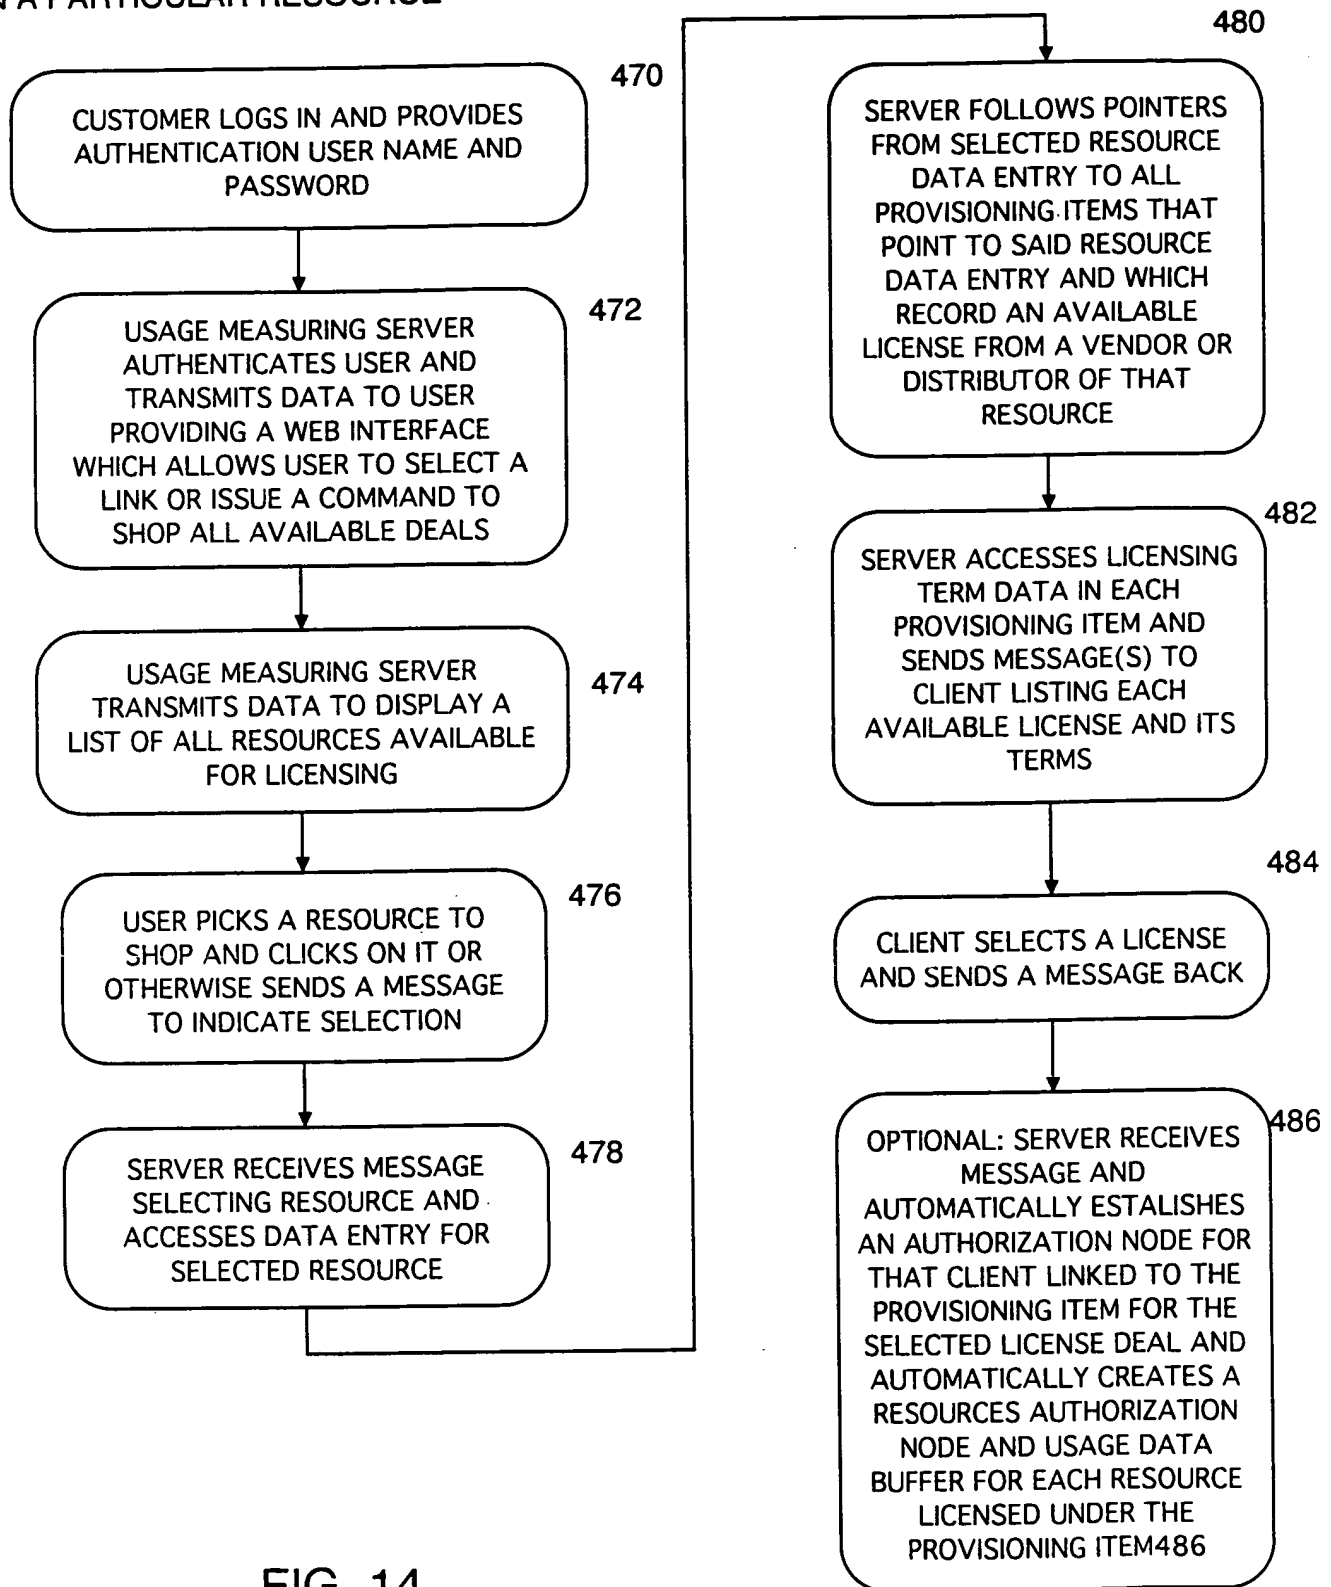 A PARTICULAR RESOURCE
470
CUSTOMER LOGS IN AND PROVIDES
AUTHENTICATION USER NAME AND
PASSWORD
472
USAGE MEASURING SERVER
AUTHENTICATES USER AND
TRANSMITS DATA TO USER
PROVIDING A WEB INTERFACE
WHICH ALLOWS USER TO SELECT A
LINK OR ISSUE A COMMAND TO
SHOP ALL AVAILABLE DEALS
474
USAGE MEASURING SERVER
TRANSMITS DATA TO DISPLAY A
LIST OF ALL RESOURCES AVAILABLE
FOR LICENSING
476
USER PICKS A RESOURCE TO
SHOP AND CLICKS ON IT OR
OTHERWISE SENDS A MESSAGE
TO INDICATE SELECTION
478
SERVER RECEIVES MESSAGE
SELECTING RESOURCE AND
ACCESSES DATA ENTRY FOR
SELECTED RESOURCE
480
SERVER FOLLOWS POINTERS
FROM SELECTED RESOURCE
DATA ENTRY TO ALL
PROVISIONING ITEMS THAT
POINT TO SAID RESOURCE
DATA ENTRY AND WHICH
RECORD AN AVAILABLE
LICENSE FROM A VENDOR OR
DISTRIBUTOR OF THAT
RESOURCE
482
SERVER ACCESSES LICENSING
TERM DATA IN EACH
PROVISIONING ITEM AND
SENDS MESSAGE(S) TO
CLIENT LISTING EACH
AVAILABLE LICENSE AND ITS
TERMS
484
CLIENT SELECTS A LICENSE
AND SENDS A MESSAGE BACK
486
OPTIONAL: SERVER RECEIVES
MESSAGE AND
AUTOMATICALLY ESTALISHES
AN AUTHORIZATION NODE FOR
THAT CLIENT LINKED TO THE
PROVISIONING ITEM FOR THE
SELECTED LICENSE DEAL AND
AUTOMATICALLY CREATES A
RESOURCES AUTHORIZATION
NODE AND USAGE DATA
BUFFER FOR EACH RESOURCE
LICENSED UNDER THE
PROVISIONING ITEM486
FIG. 14